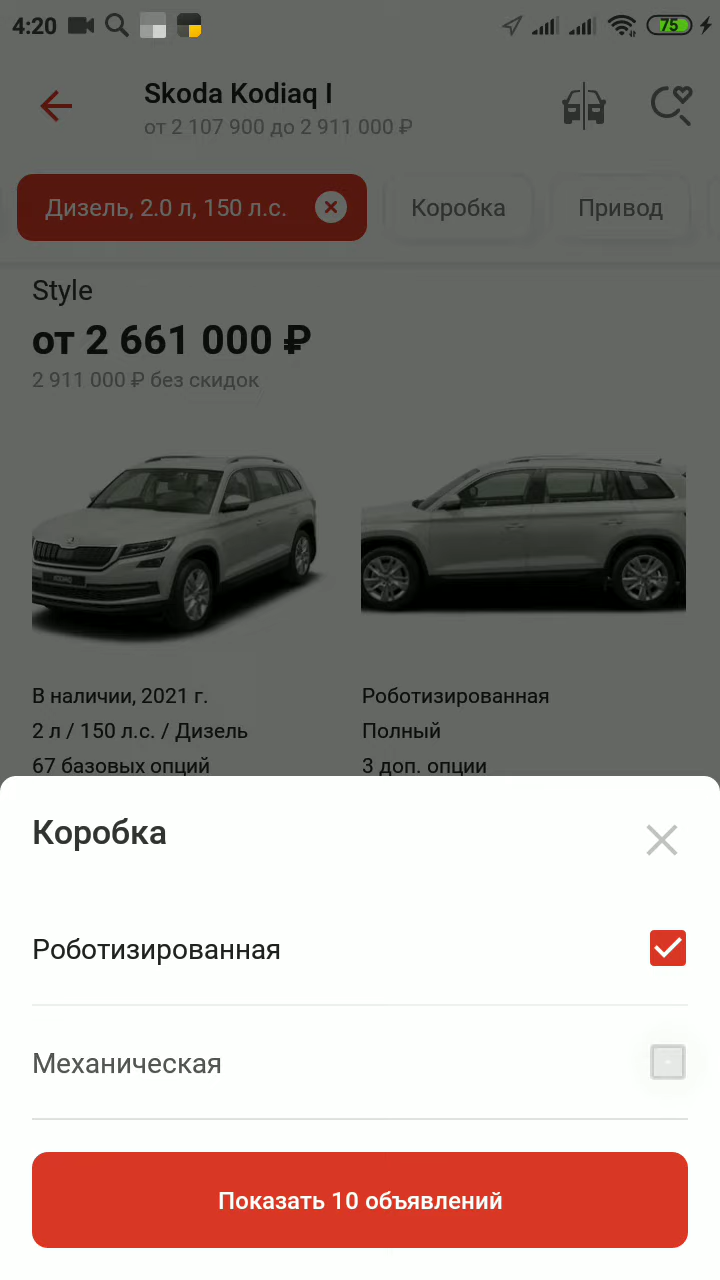 4:20
75
Skoda Kodiaq I
от 2 107 900 до 2 911 000 ₽
Дизель, 2.0 л, 150 л.с.
Коробка
Привод
Style
от 2 661 000 ₽
2 911 000 ₽ без скидок
KODIAQ
В наличии, 2021 г.
Роботизированная
2 л / 150 л.с. / Дизель
Полный
67 базовых опций
3 доп. опции
Коробка
Роботизированная
Механическая
Показать 10 объявлений